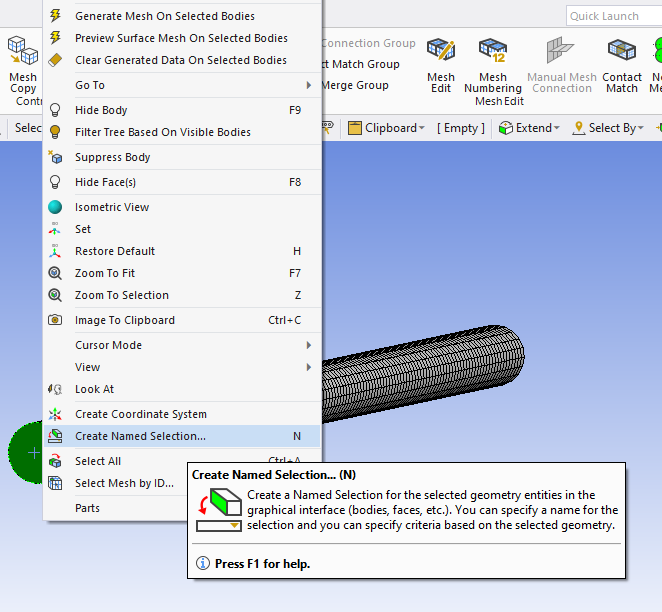 Generate Mesh On Selected Bodies
Preview Surface Mesh On Selected Bodies
Clear Generated Data On Selected Bodies
Go To
Hide Body F9
Filter Tree Based On Visible Bodies
Suppress Body
Hide Face(s) F8
Isometric View
Set
Restore Default H
Zoom To Fit F7
Zoom To Selection Z
Image To Clipboard Ctrl+C
Cursor Mode
View
Look At
Create Coordinate System
Create Named Selection... N
Select All Ctrl+A
Select Mesh by ID...
Parts
Quick Launch
Mesh
Copy
Connection Group
Match Group
Merge Group
Mesh
Edit
Mesh
Numbering
Manual Mesh
Connection
Contact
Match
Mesh Edit
Clipboard
[ Empty ]
Extend
Select By
Create Named Selection... (N)
Create a Named Selection for the selected geometry entities in the
graphical interface (bodies, faces, etc.). You can specify a name for the
selection and you can specify criteria based on the selected geometry.
Press F1 for help.
12